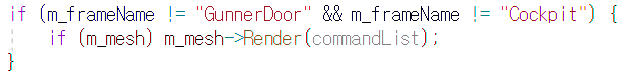 if (m_frameName != "GunnerDoor" && m_frameName != "Cockpit") {
    if (m_mesh) m_mesh->Render(commandList);
}